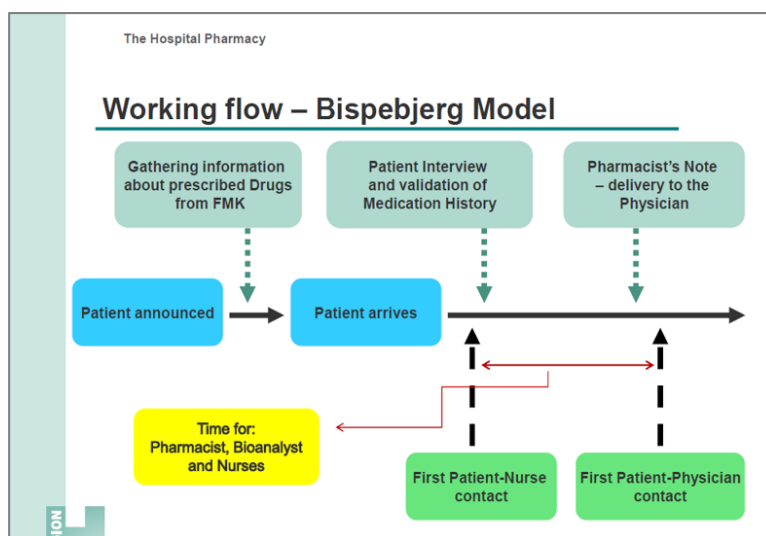 The Hospital Pharmacy
Working flow – Bispebjerg Model
Gathering information
about prescribed Drugs
from FMK
Patient Interview
and validation of
Medication History
Pharmacist's Note
– delivery to the
Physician
Patient announced
Patient arrives
Time for:
Pharmacist, Bioanalyst
and Nurses
First Patient-Nurse
contact
First Patient-Physician
contact
ION